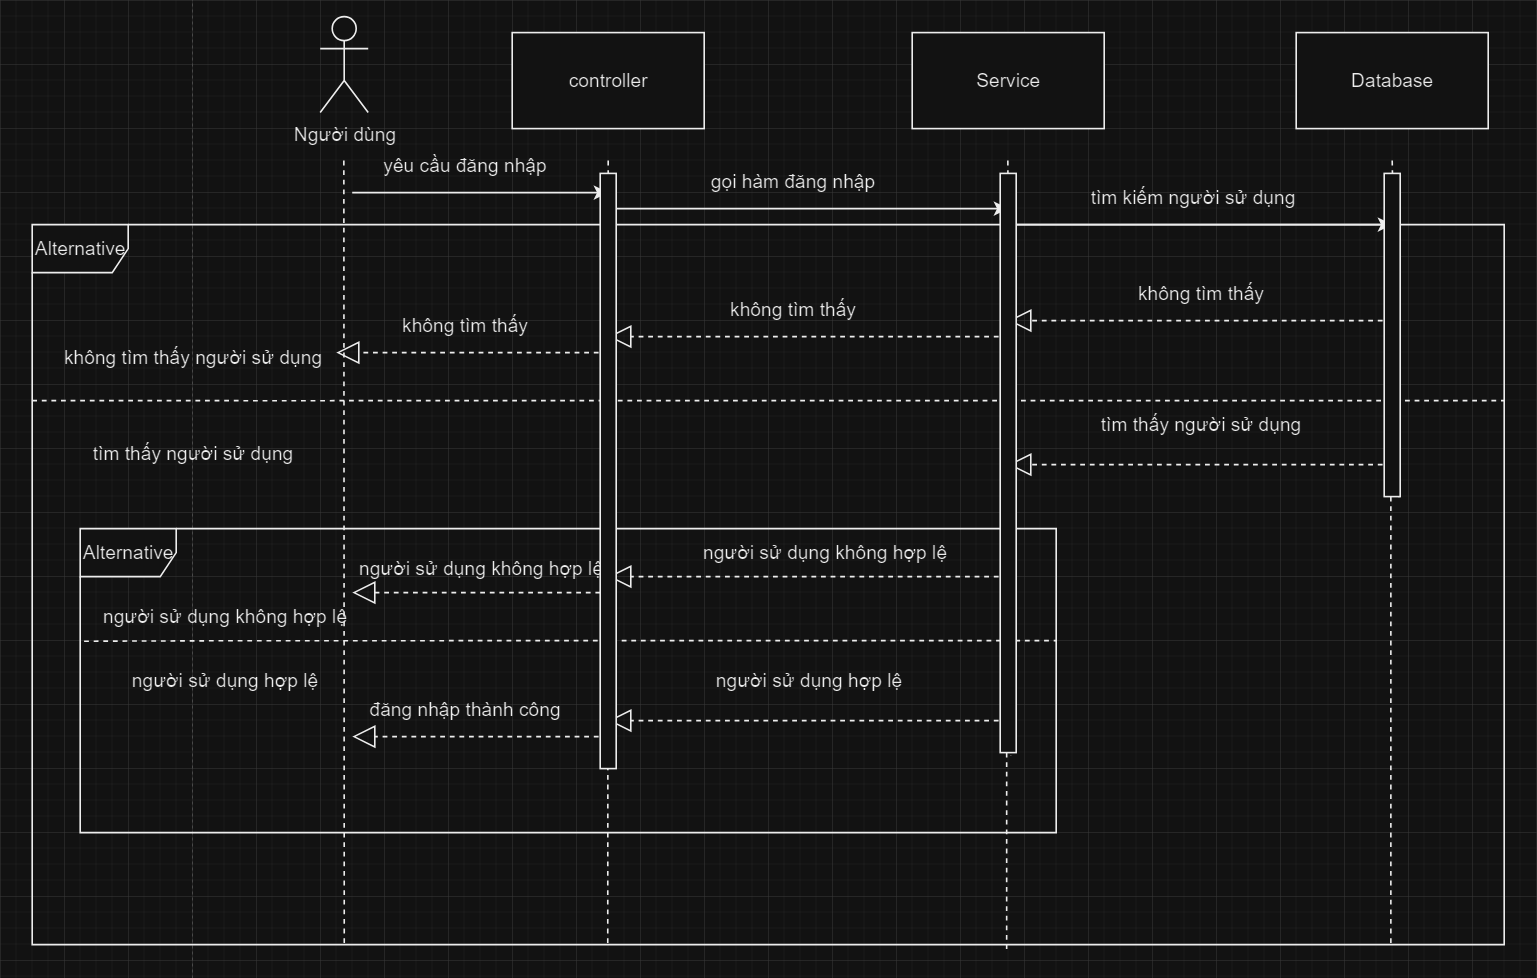 Người dùng
controller
Service
Database
yêu cầu đăng nhập
gọi hàm đăng nhập
tìm kiếm người sử dụng
Alternative
không tìm thấy
không tìm thấy
không tìm thấy
không tìm thấy người sử dụng
tìm thấy người sử dụng
tìm thấy người sử dụng
Alternative
người sử dụng không hợp lệ
người sử dụng không hợp lệ
người sử dụng không hợp lệ
người sử dụng hợp lệ
người sử dụng hợp lệ
đăng nhập thành công